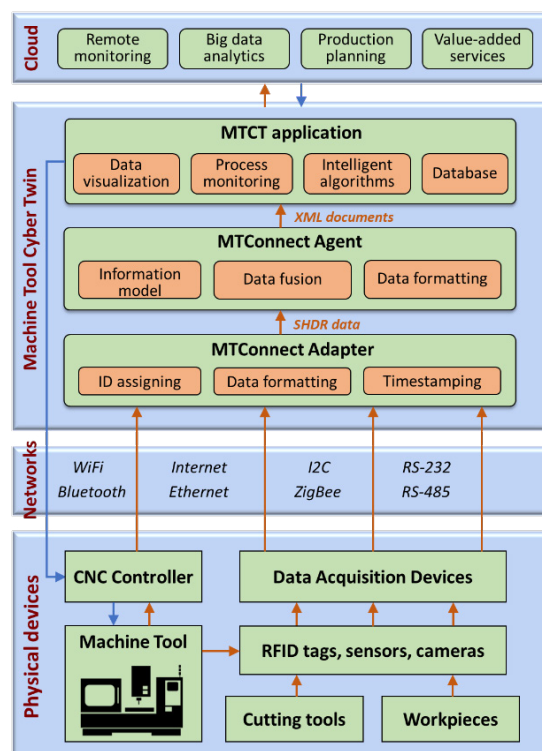 Cloud
Remote
monitoring
Big data
analytics
Production
planning
Value-added
services
Machine Tool Cyber Twin
MTCT application
Data
visualization
Process
monitoring
Intelligent
algorithms
Database
XML documents
MTConnect Agent
Information
model
Data fusion
Data formatting
SHDR data
MTConnect Adapter
ID assigning
Data formatting
Timestamping
Networks
WiFi
Internet
I2C
RS-232
Bluetooth
Ethernet
ZigBee
RS-485
Physical devices
CNC Controller
Data Acquisition Devices
Machine Tool
RFID tags, sensors, cameras
Cutting tools
Workpieces